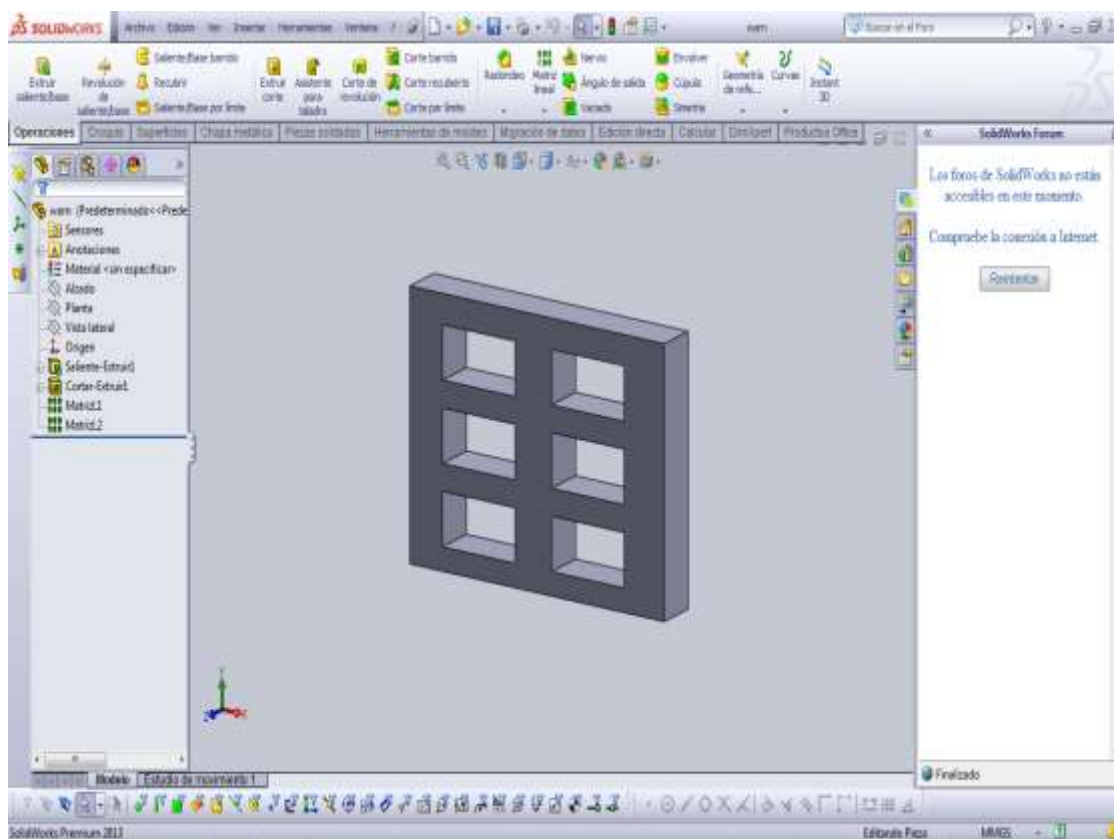 SOLIDWORKS Archivo Edición Ver Insertar Herramientas Ventana ? warn Buscar en el Foro
Extruir saliente/base
Revolución de saliente/base
Saliente/Base barrido
Recubrir
Saliente/Base por límite
Extruir corte
Asistente para taladro
Corte de revolución
Corte barrido
Corte recubierto
Corte por límite
Redondeo
Matriz lineal
Nervio
Ángulo de salida
Vaciado
Envolver
Cúpula
Simetría
Geometría de refe...
Curvas
Instant 3D
Operaciones Croquis Superficies Chapa metálica Piezas soldadas Herramientas de moldes Migración de datos Edición directa Calcular DimXpert Productos Office
warn (Predeterminado<<Prede
Sensores
Anotaciones
Material <sin especificar>
Alzado
Planta
Vista lateral
Origen
Saliente-Extruir1
Cortar-Extruir1
MatrizL1
MatrizL2
SolidWorks Forum
Los foros de SolidWorks no están
accesibles en este momento.
Compruebe la conexión a Internet.
Reintentar
Y
Z
Modelo Estudio de movimiento 1
Finalizado
SolidWorks Premium 2013 Editando Pieza MMGS